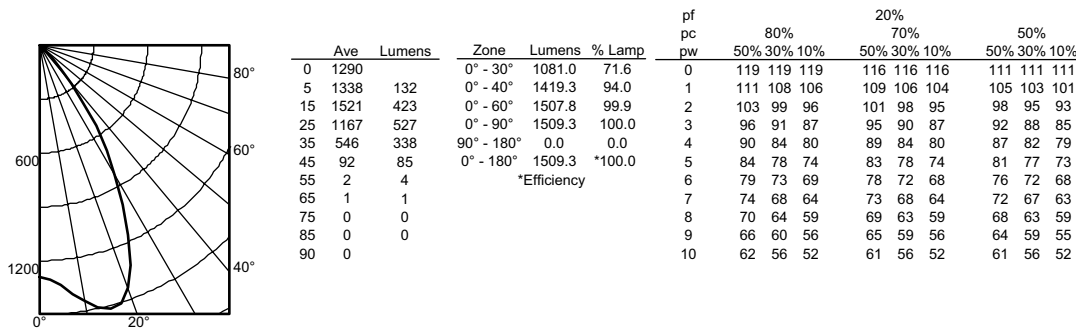 80°
60°
40°
20°
0°
600
1200
Ave Lumens
0 1290
5 1338 132
15 1521 423
25 1167 527
35 546 338
45 92 85
55 2 4
65 1 1
75 0 0
85 0 0
90 0
Zone Lumens % Lamp
0° - 30° 1081.0 71.6
0° - 40° 1419.3 94.0
0° - 60° 1507.8 99.9
0° - 90° 1509.3 100.0
90° - 180° 0.0 0.0
0° - 180° 1509.3 *100.0
*Efficiency
pf 20%
pc 80% 70% 50%
pw 50% 30% 10% 50% 30% 10% 50% 30% 10%
0 119 119 119 116 116 116 111 111 111
1 111 108 106 109 106 104 105 103 101
2 103 99 96 101 98 95 98 95 93
3 96 91 87 95 90 87 92 88 85
4 90 84 80 89 84 80 87 82 79
5 84 78 74 83 78 74 81 77 73
6 79 73 69 78 72 68 76 72 68
7 74 68 64 73 68 64 72 67 63
8 70 64 59 69 63 59 68 63 59
9 66 60 56 65 59 56 64 59 55
10 62 56 52 61 56 52 61 56 52